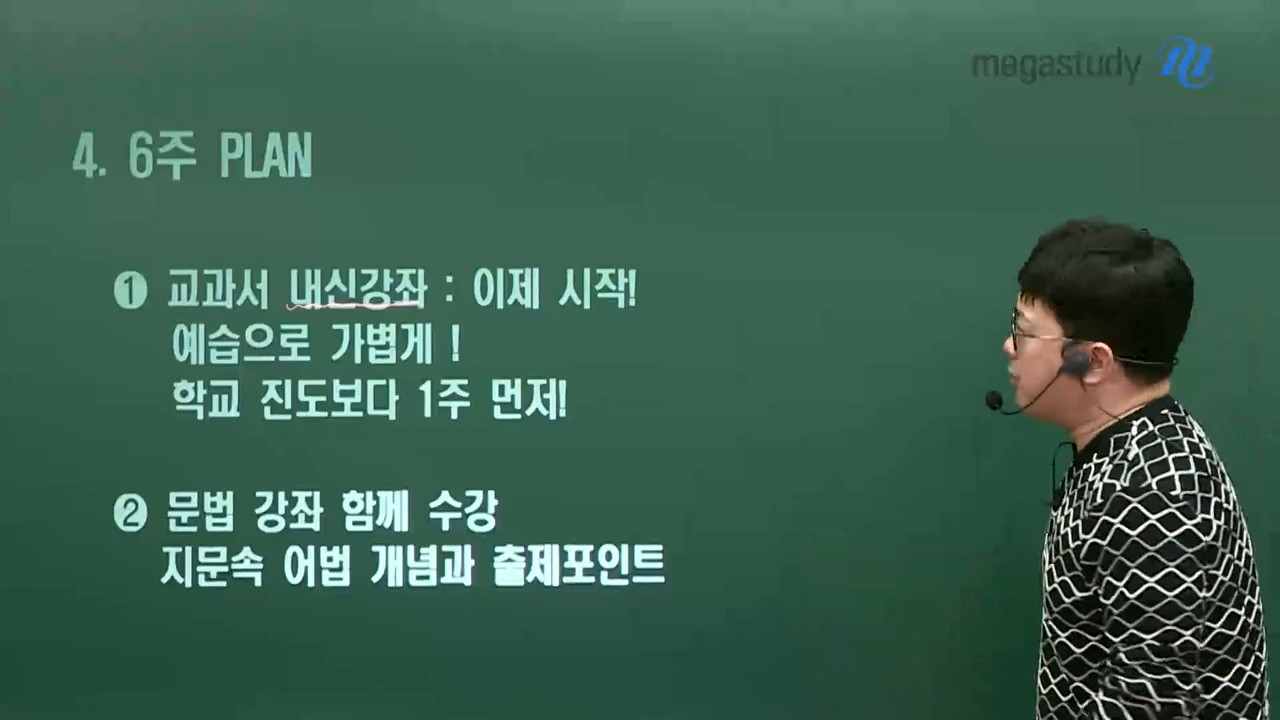 megastudy
4. 6주 PLAN
❶ 교과서 내신강좌 : 이제 시작!
예습으로 가볍게 !
학교 진도보다 1주 먼저!
❷ 문법 강좌 함께 수강
지문속 어법 개념과 출제포인트